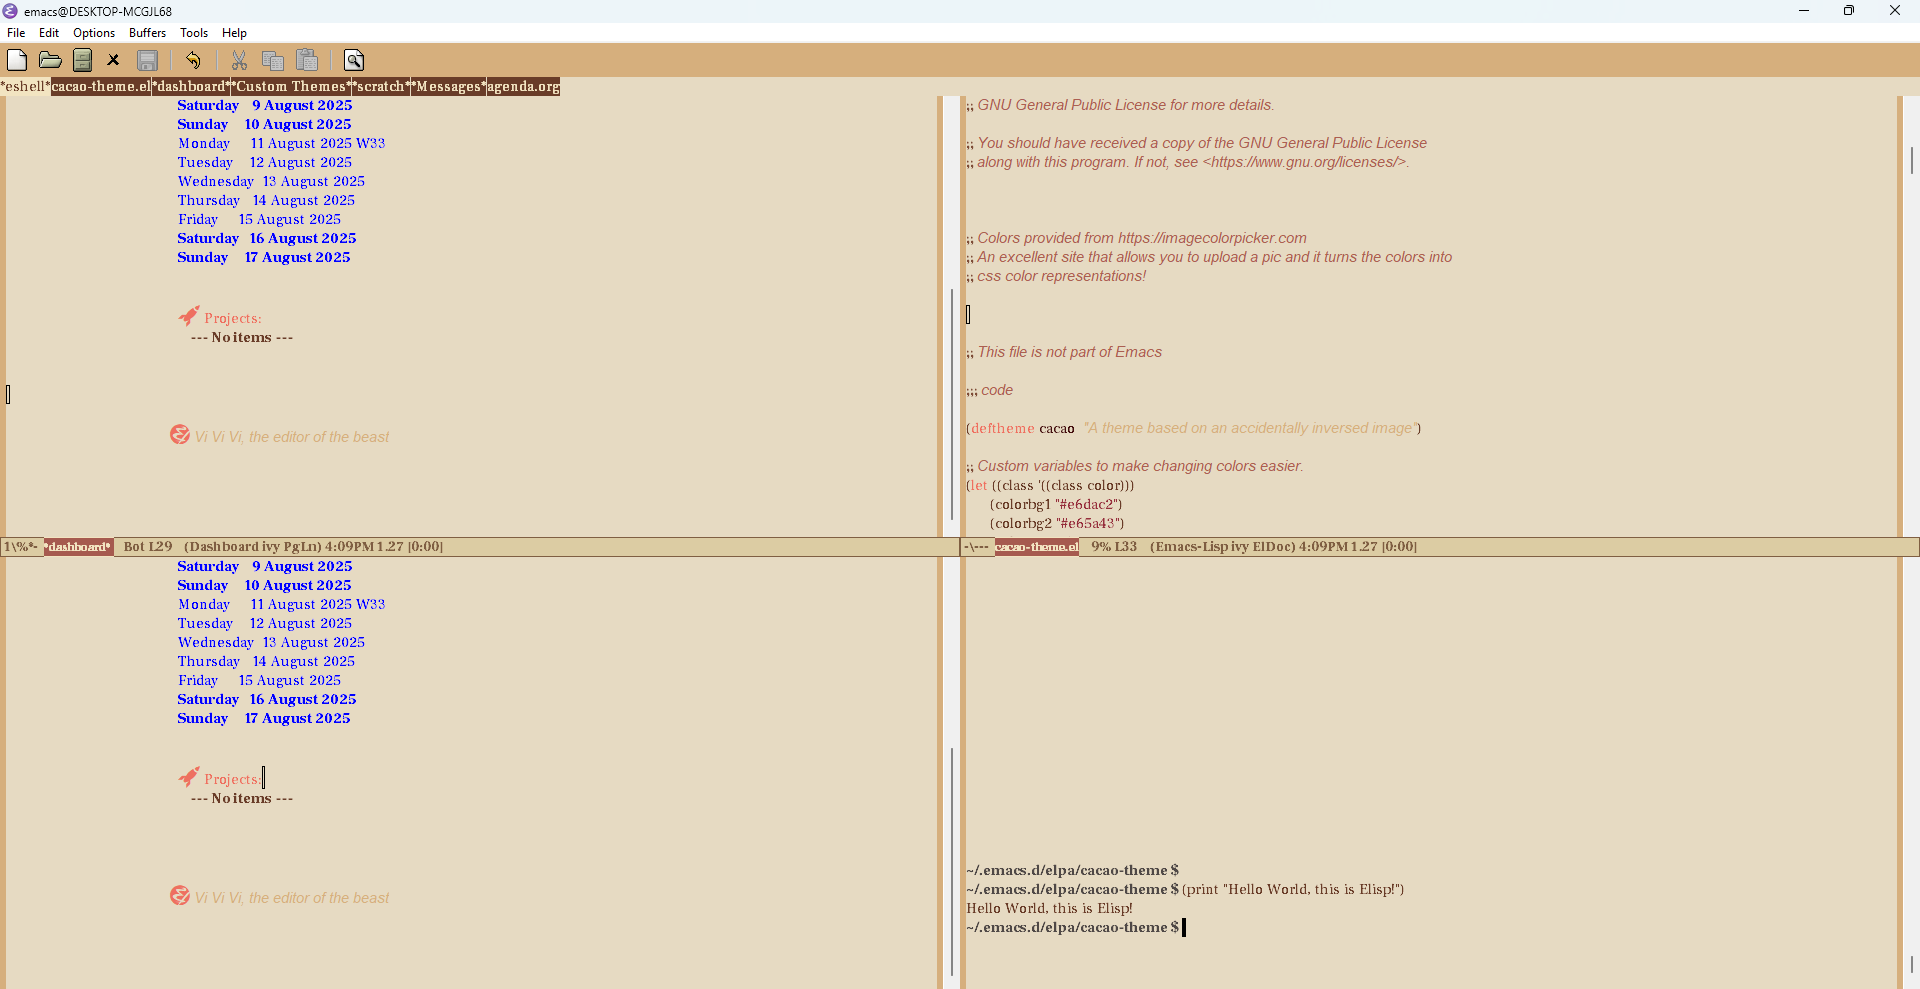 emacs@DESKTOP-MCGJL68
File Edit Options Buffers Tools Help
*eshell* cacao-theme.el *dashboard* *Custom Themes* *scratch* *Messages* agenda.org
Saturday 9 August 2025
Sunday 10 August 2025
Monday 11 August 2025 W33
Tuesday 12 August 2025
Wednesday 13 August 2025
Thursday 14 August 2025
Friday 15 August 2025
Saturday 16 August 2025
Sunday 17 August 2025
Projects:
--- No items ---
Vi Vi Vi, the editor of the beast
1\%*- *dashboard* Bot L29 (Dashboard ivy PgLn) 4:09PM 1.27 [0:00]
;; GNU General Public License for more details.
;; You should have received a copy of the GNU General Public License
;; along with this program. If not, see <https://www.gnu.org/licenses/>.
;; Colors provided from https://imagecolorpicker.com
;; An excellent site that allows you to upload a pic and it turns the colors into
;; css color representations!
;; This file is not part of Emacs
;;; code
(deftheme cacao "A theme based on an accidentally inversed image")
;; Custom variables to make changing colors easier.
(let ((class '((class color)))
(colorbg1 "#e6dac2")
(colorbg2 "#e65a43")
-\--- cacao-theme.el 9% L33 (Emacs-Lisp ivy ElDoc) 4:09PM 1.27 [0:00]
Saturday 9 August 2025
Sunday 10 August 2025
Monday 11 August 2025 W33
Tuesday 12 August 2025
Wednesday 13 August 2025
Thursday 14 August 2025
Friday 15 August 2025
Saturday 16 August 2025
Sunday 17 August 2025
Projects:
--- No items ---
Vi Vi Vi, the editor of the beast
~/.emacs.d/elpa/cacao-theme $
~/.emacs.d/elpa/cacao-theme $ (print "Hello World, this is Elisp!")
Hello World, this is Elisp!
~/.emacs.d/elpa/cacao-theme $